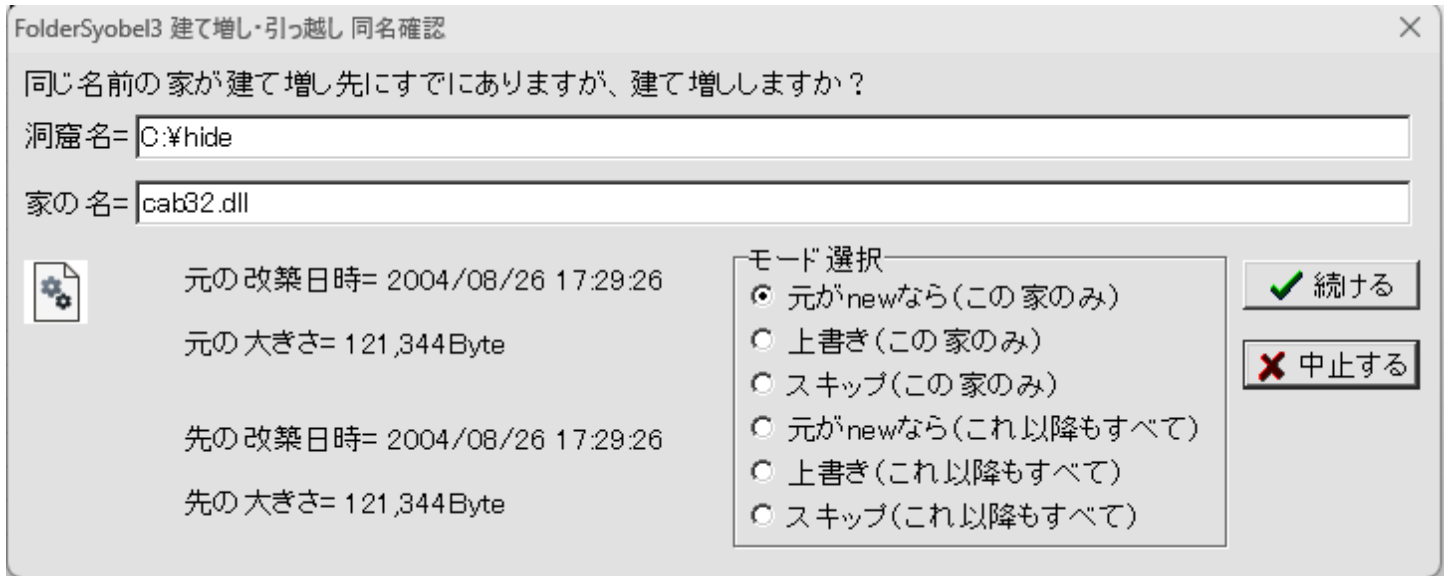 FolderSyobel3 建て増し・引っ越し 同名確認
同じ名前の家が建て増し先にすでにありますが、建て増ししますか？
洞窟名= C:¥hide
家の名= cab32.dll
元の改築日時= 2004/08/26 17:29:26
元の大きさ= 121,344Byte
先の改築日時= 2004/08/26 17:29:26
先の大きさ= 121,344Byte
モード選択
元がnewなら(この家のみ)
上書き(この家のみ)
スキップ(この家のみ)
元がnewなら(これ以降もすべて)
上書き(これ以降もすべて)
スキップ(これ以降もすべて)
続ける
中止する